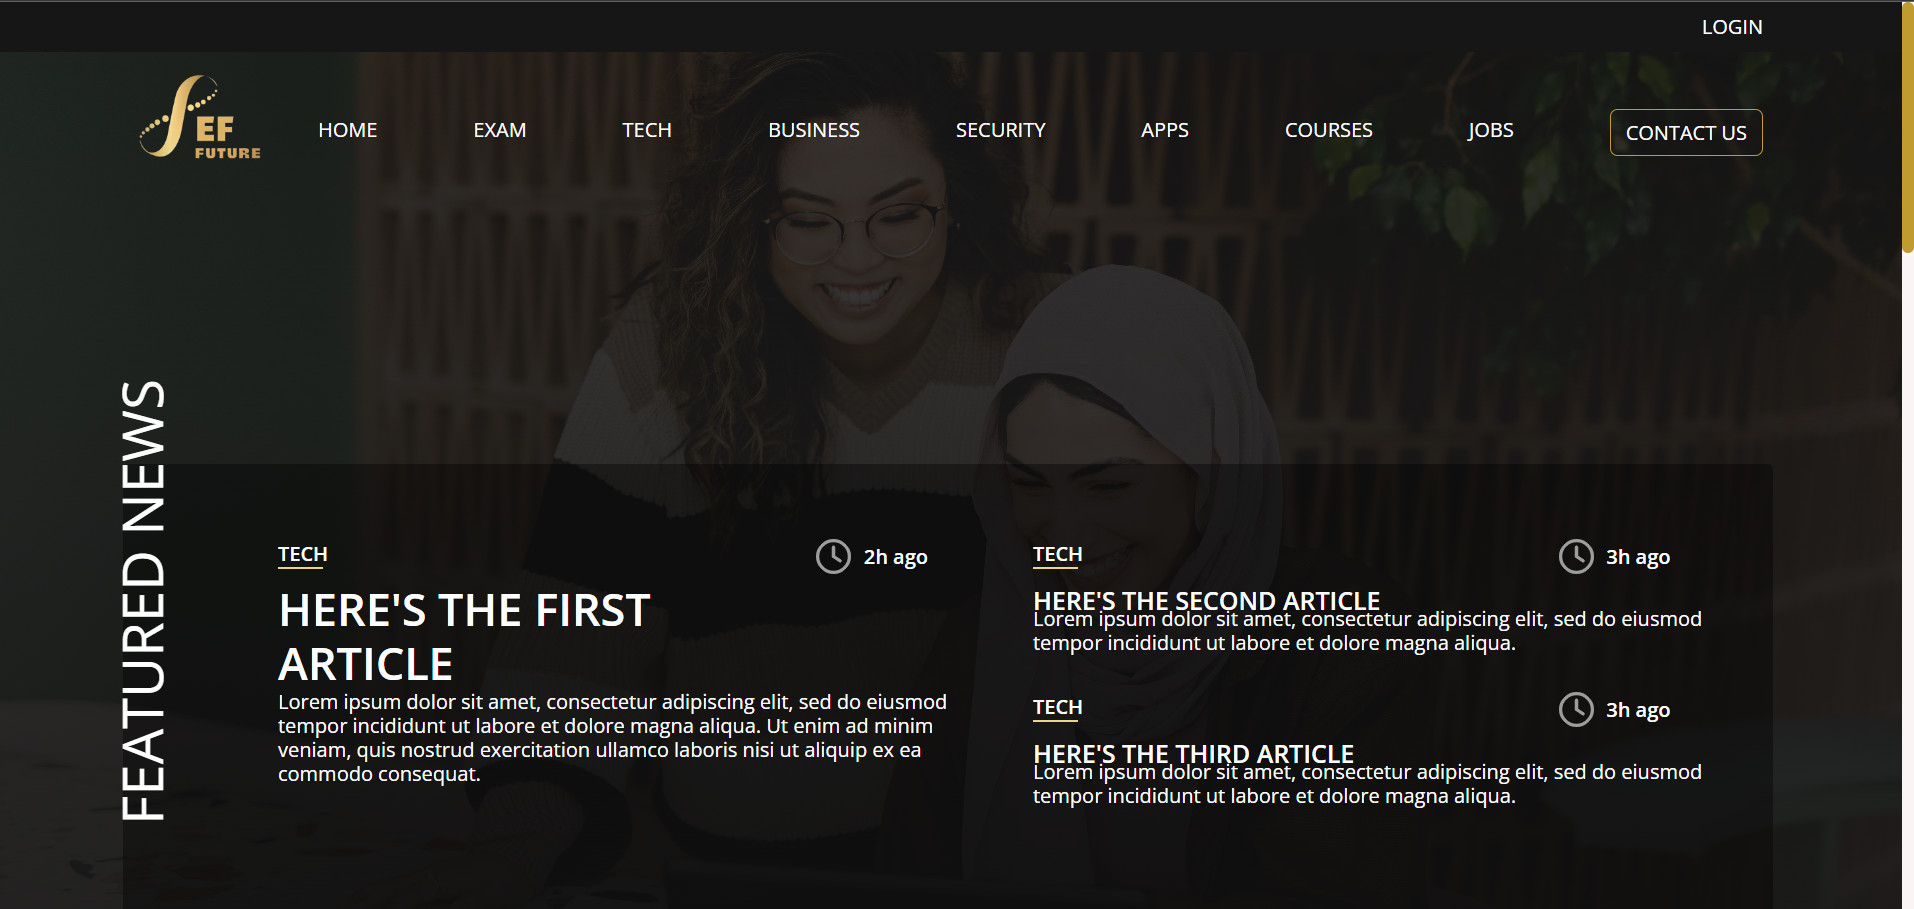 LOGIN
EF
FUTURE
HOME
EXAM
TECH
BUSINESS
SECURITY
APPS
COURSES
JOBS
CONTACT US
FEATURED NEWS
TECH
2h ago
HERE'S THE FIRST
ARTICLE
Lorem ipsum dolor sit amet, consectetur adipiscing elit, sed do eiusmod
tempor incididunt ut labore et dolore magna aliqua. Ut enim ad minim
veniam, quis nostrud exercitation ullamco laboris nisi ut aliquip ex ea
commodo consequat.
TECH
3h ago
HERE'S THE SECOND ARTICLE
Lorem ipsum dolor sit amet, consectetur adipiscing elit, sed do eiusmod
tempor incididunt ut labore et dolore magna aliqua.
TECH
3h ago
HERE'S THE THIRD ARTICLE
Lorem ipsum dolor sit amet, consectetur adipiscing elit, sed do eiusmod
tempor incididunt ut labore et dolore magna aliqua.